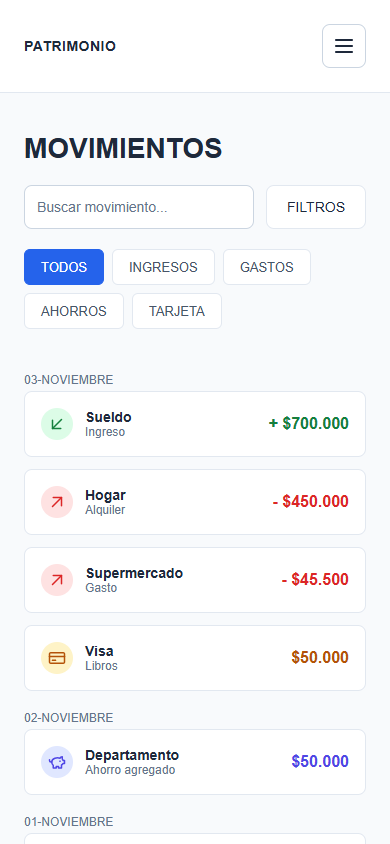 PATRIMONIO
MOVIMIENTOS
Buscar movimiento...
FILTROS
TODOS
INGRESOS
GASTOS
AHORROS
TARJETA
03-NOVIEMBRE
Sueldo
Ingreso
+ $700.000
Hogar
Alquiler
- $450.000
Supermercado
Gasto
- $45.500
Visa
Libros
$50.000
02-NOVIEMBRE
Departamento
Ahorro agregado
$50.000
01-NOVIEMBRE